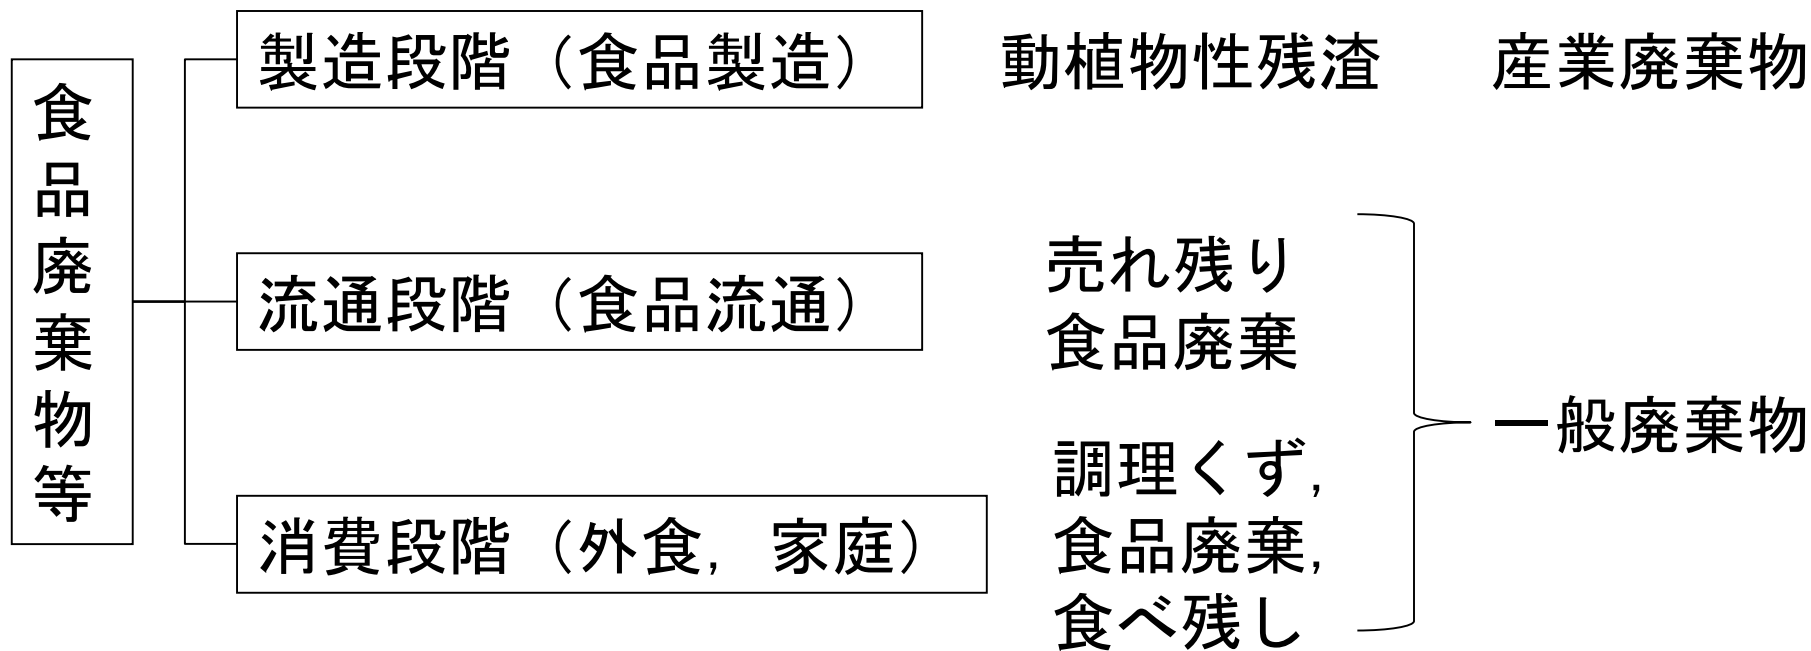 食品廃棄物等
製造段階（食品製造）
動植物性残渣
産業廃棄物
流通段階（食品流通）
売れ残り
食品廃棄
消費段階（外食，家庭）
調理くず，
食品廃棄，
食べ残し
一般廃棄物